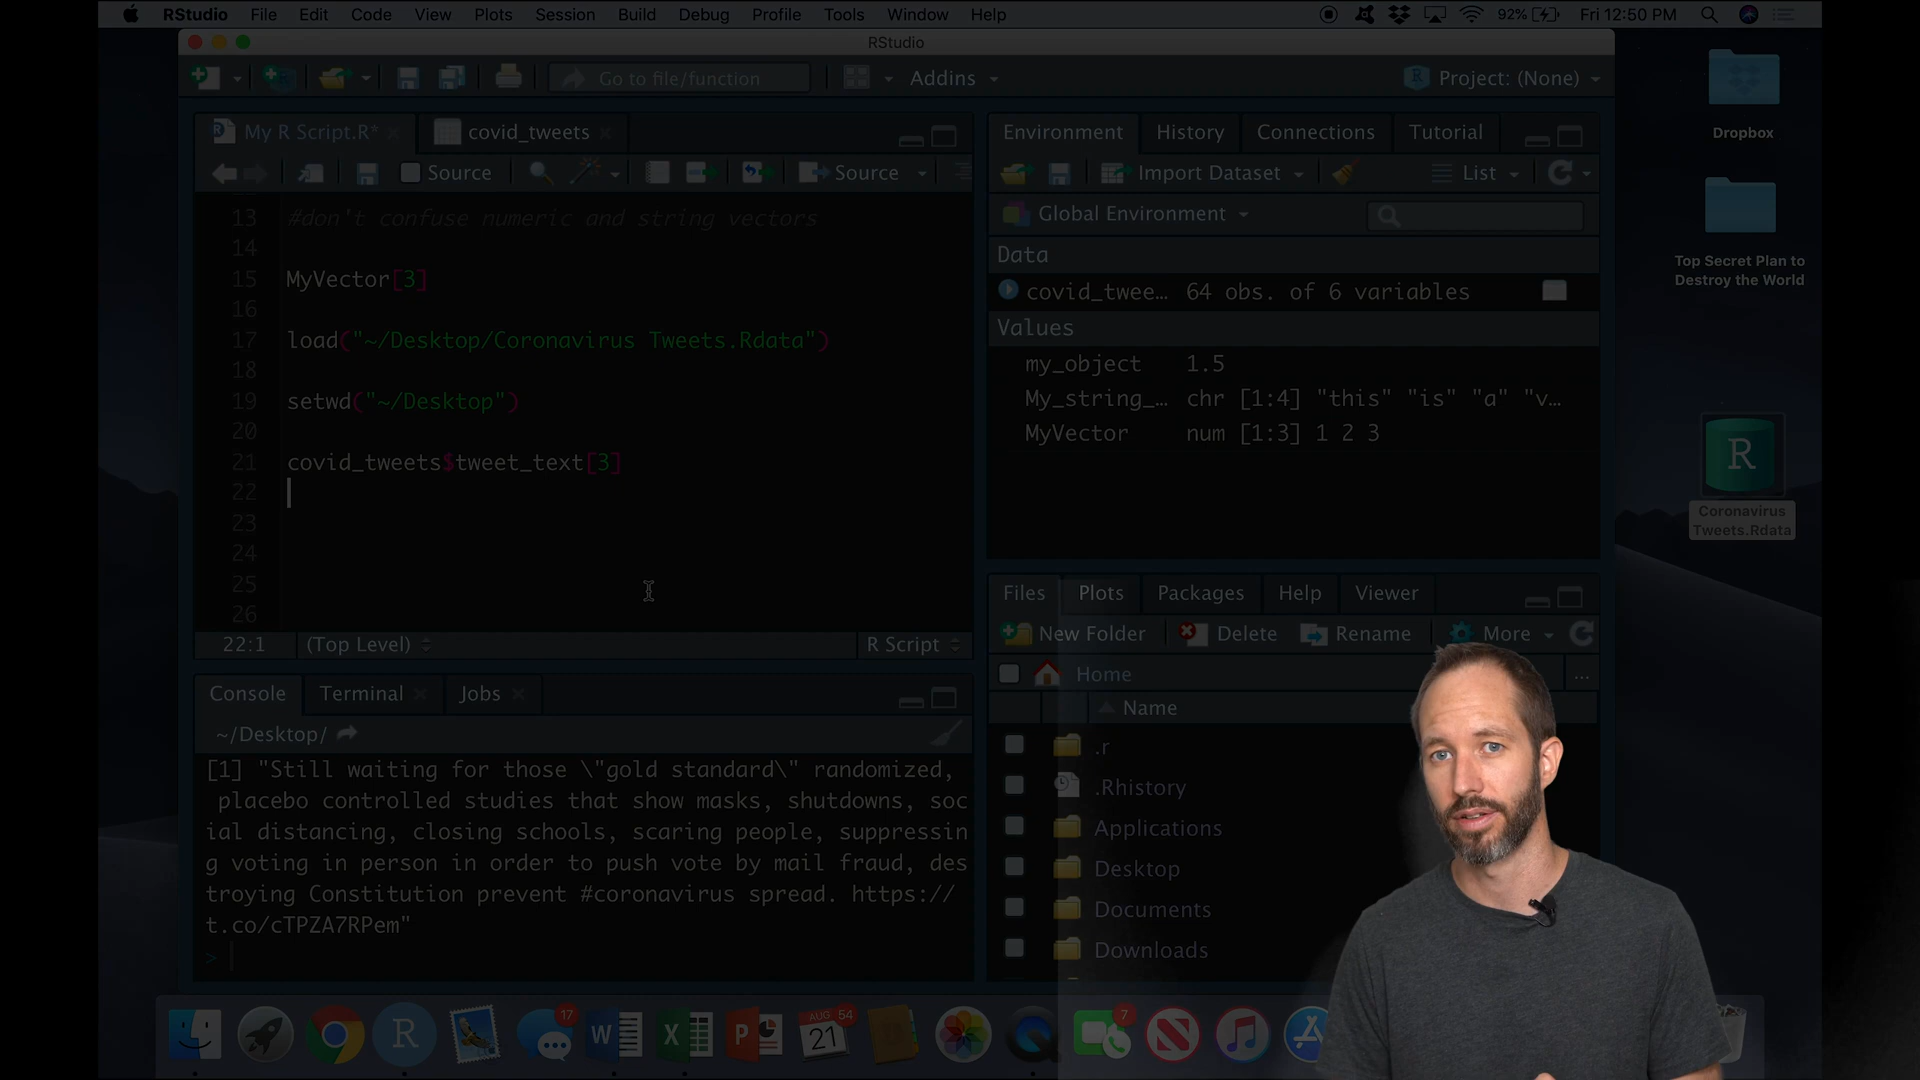 RStudio File Edit Code View Plots Session Build Debug Profile Tools Window Help 92% Fri 12:50 PM
RStudio
Go to file/function Addins Project: (None)
My R Script.R* covid_tweets
Source Source
13 #don't confuse numeric and string vectors
14
15 MyVector[3]
16
17 load("~/Desktop/Coronavirus Tweets.Rdata")
18
19 setwd("~/Desktop")
20
21 covid_tweets$tweet_text[3]
22
23
24
25
26
22:1 (Top Level) R Script
Console Terminal Jobs
~/Desktop/
[1] "Still waiting for those \"gold standard\" randomized,
placebo controlled studies that show masks, shutdowns, soc
ial distancing, closing schools, scaring people, suppressin
g voting in person in order to push vote by mail fraud, des
troying Constitution prevent #coronavirus spread. https://
t.co/cTPZA7RPem"
>
Environment History Connections Tutorial
Import Dataset List
Global Environment
Data
covid_twee… 64 obs. of 6 variables
Values
my_object 1.5
My_string_… chr [1:4] "this" "is" "a" "v…
MyVector num [1:3] 1 2 3
Files Plots Packages Help Viewer
New Folder Delete Rename More
Home ...
Name
.r
.Rhistory
Applications
Desktop
Documents
Downloads
Dropbox
Top Secret Plan to
Destroy the World
R
Coronavirus
Tweets.Rdata
R 17 W X P AUG 54 21 7 N